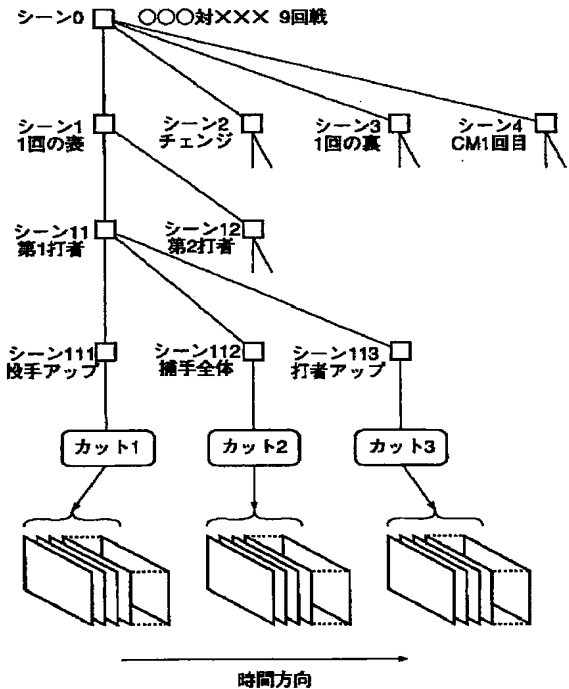 シーン0 ○○○対××× 9回戦
シーン1
1回の表
シーン2
チェンジ
シーン3
1回の裏
シーン4
CM1回目
シーン11
第1打者
シーン12
第2打者
シーン111
投手アップ
シーン112
捕手全体
シーン113
打者アップ
カット1
カット2
カット3
時間方向